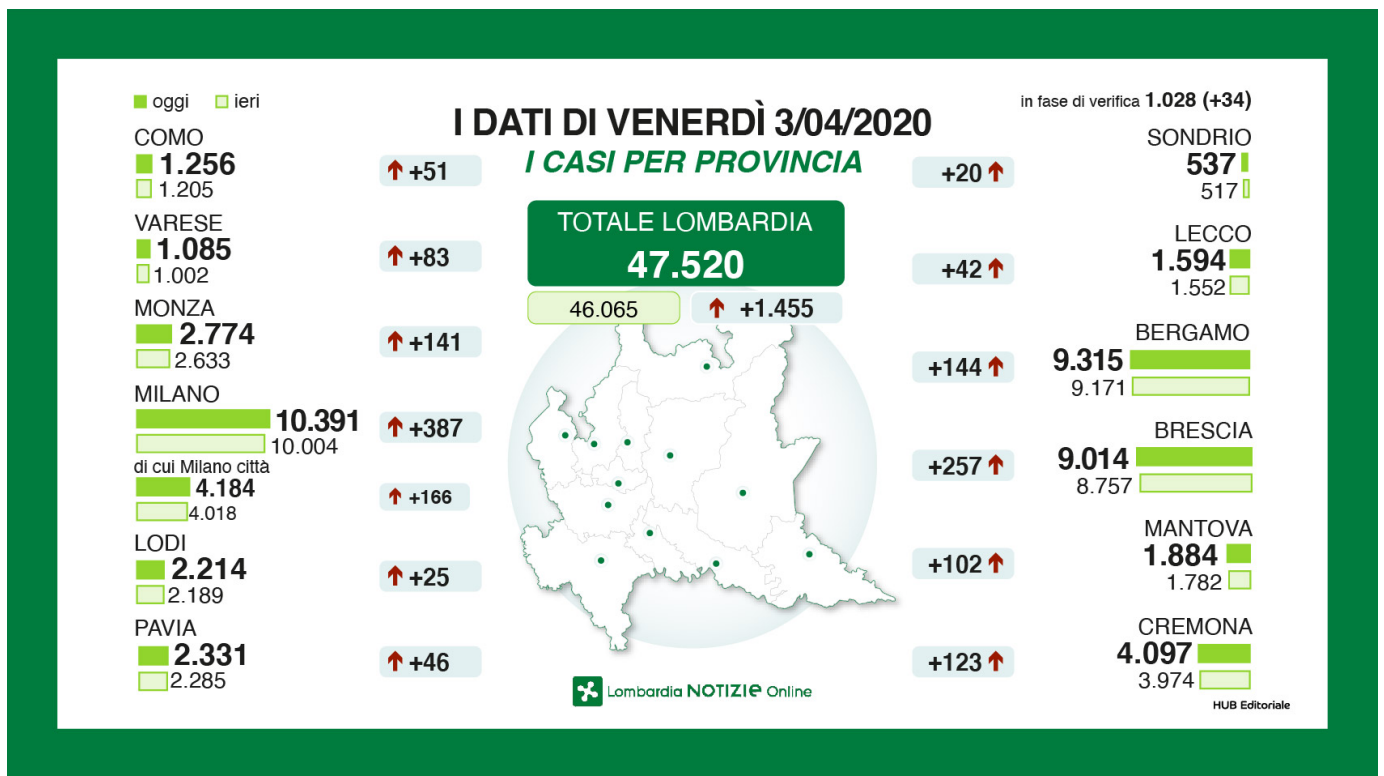 oggi ieri
I DATI DI VENERDÌ 3/04/2020
I CASI PER PROVINCIA
TOTALE LOMBARDIA
47.520
46.065 +1.455
COMO
1.256 +51
1.205
VARESE
1.085 +83
1.002
MONZA
2.774 +141
2.633
MILANO
10.391 +387
10.004
di cui Milano città
4.184 +166
4.018
LODI
2.214 +25
2.189
PAVIA
2.331 +46
2.285
in fase di verifica 1.028 (+34)
SONDRIO
+20 537
517
LECCO
+42 1.594
1.552
BERGAMO
+144 9.315
9.171
BRESCIA
+257 9.014
8.757
MANTOVA
+102 1.884
1.782
CREMONA
+123 4.097
3.974
Lombardia NOTIZIe Online
HUB Editoriale